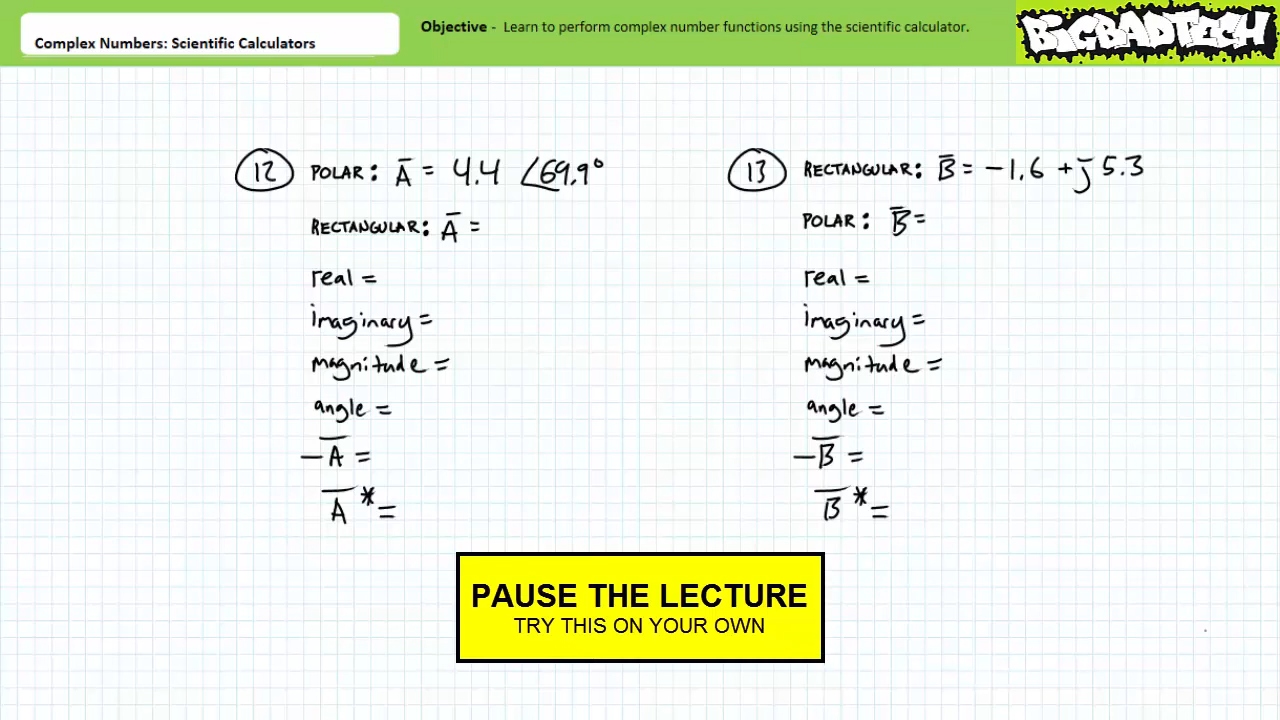 Complex Numbers: Scientific Calculators
Objective - Learn to perform complex number functions using the scientific calculator.
BIGBADTECH
12 POLAR: A̅ = 4.4 ∠69.9°
RECTANGULAR: A̅ =
real =
imaginary =
magnitude =
angle =
−A̅ =
A̅* =
13 RECTANGULAR: B̅ = −1.6 + j 5.3
POLAR: B̅ =
real =
imaginary =
magnitude =
angle =
−B̅ =
B̅* =
PAUSE THE LECTURE
TRY THIS ON YOUR OWN